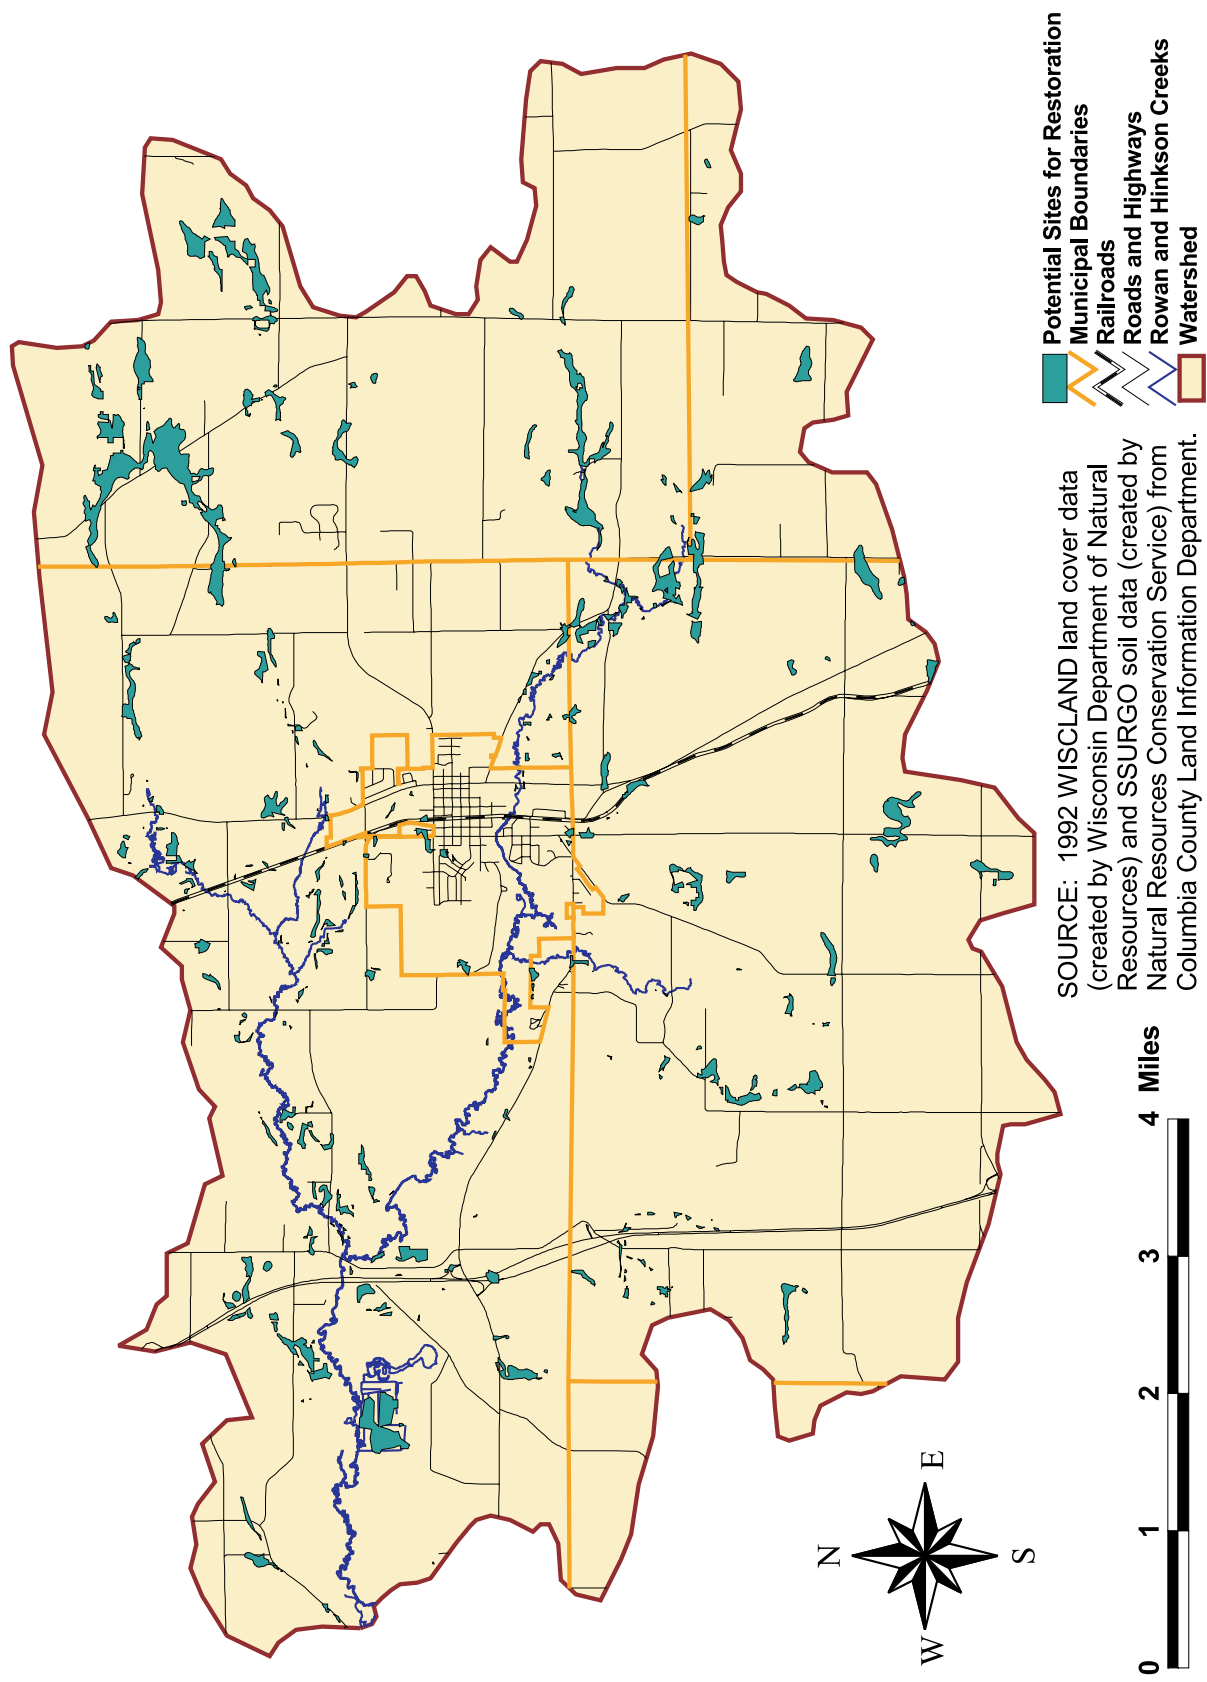 Potential Sites for Restoration
Municipal Boundaries
Railroads
Roads and Highways
Rowan and Hinkson Creeks
Watershed
SOURCE: 1992 WISCLAND land cover data
(created by Wisconsin Department of Natural
Resources) and SSURGO soil data (created by
Natural Resources Conservation Service) from
Columbia County Land Information Department.
N
E
S
W
0 1 2 3 4 Miles